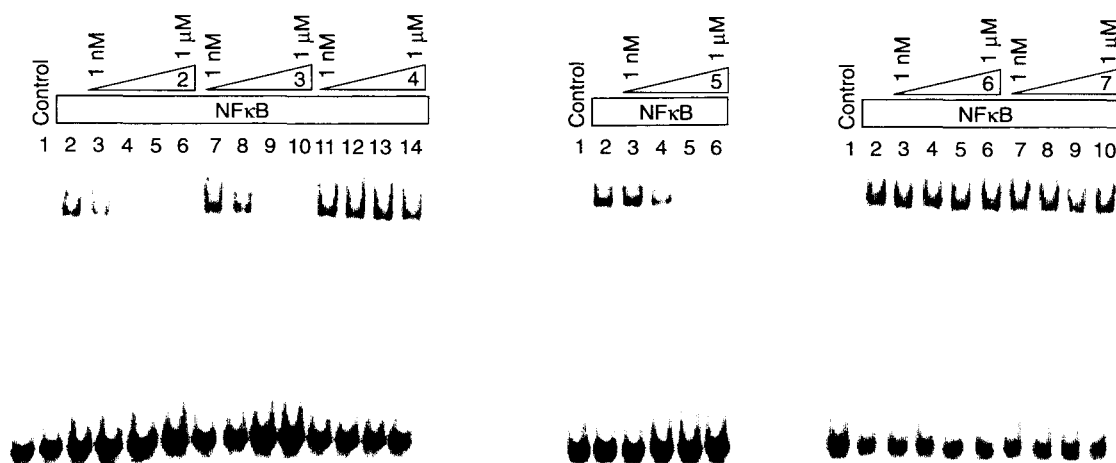 Control 1 nM 1 µM 1 nM 1 µM 1 nM 1 µM
2 3 4
NFκB
1 2 3 4 5 6 7 8 9 10 11 12 13 14
Control 1 nM 1 µM
5
NFκB
1 2 3 4 5 6
Control 1 nM 1 µM 1 nM 1 µM
6 7
NFκB
1 2 3 4 5 6 7 8 9 10